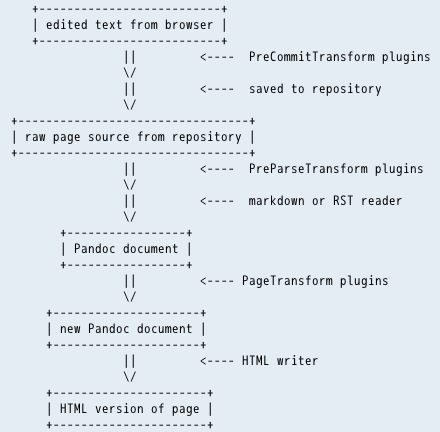 +--------------------------+
| edited text from browser |
+--------------------------+
|| <---- PreCommitTransform plugins
\/
|| <---- saved to repository
\/
+---------------------------------+
| raw page source from repository |
+---------------------------------+
|| <---- PreParseTransform plugins
\/
|| <---- markdown or RST reader
\/
+-----------------+
| Pandoc document |
+-----------------+
|| <---- PageTransform plugins
\/
+---------------------+
| new Pandoc document |
+---------------------+
|| <---- HTML writer
\/
+----------------------+
| HTML version of page |
+----------------------+